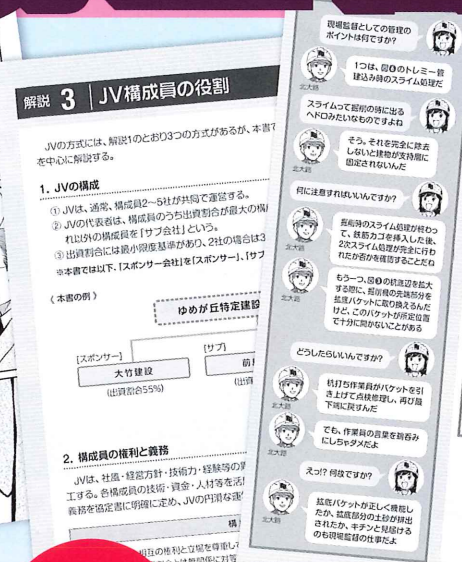 解説 3 JV構成員の役割
JVの方式には、解説1のとおり3つの方式があるが、本書で
を中心に解説する。
1. JVの構成
① JVは、通常、構成員2〜5社が共同で運営する。
② JVの代表者は、構成員のうち出資割合が最大の構
れ以外の構成員を「サブ会社」という。
③ 出資割合には最小限度基準があり、2社の場合は3
※本書では以下、「スポンサー会社」を「スポンサー」、「サブ
〈 本書の例 〉
ゆめが丘特定建設
[スポンサー]
[サブ]
大竹建設
前
(出資割合55%)
(出資
2. 構成員の権利と義務
JVは、社風・経営方針・技術力・経験等の異
工する。各構成員の技術・資金・人材等を活
義務を協定書に明確に定め、JVの円滑な運
構
相互の権利と立場を尊重して
現場監督としての管理の
ポイントは何ですか?
1つは、図❻のトレミー管
建込み時のスライム処理だ
北大路
スライムって掘削の時に出る
ヘドロみたいなものですよね
そう。それを完全に除去
しないと建物が支持層に
固定されないんだ
北大路
何に注意すればいいんですか?
掘削時のスライム処理が終わっ
て、鉄筋カゴを挿入した後、
2次スライム処理が完全に行わ
れたか否かを確認することだね
北大路
もう一つ、図❸の杭底辺を拡大
する際に、掘削機の先端部分を
拡底バケットに取り換えるんだ
けど、このバケットが所定位置
で十分に開かないことがある
北大路
どうしたらいいんですか?
杭打ち作業員がバケットを引
き上げて点検修理し、再び最
下端に戻すんだ
北大路
でも、作業員の言葉を鵜呑み
にしちゃダメだよ
北大路
えっ!? 何故ですか?
拡底バケットが正しく機能し
たか、拡底部分の土砂が排出
されたか、キチンと見届ける
のも現場監督の仕事だよ
北大路